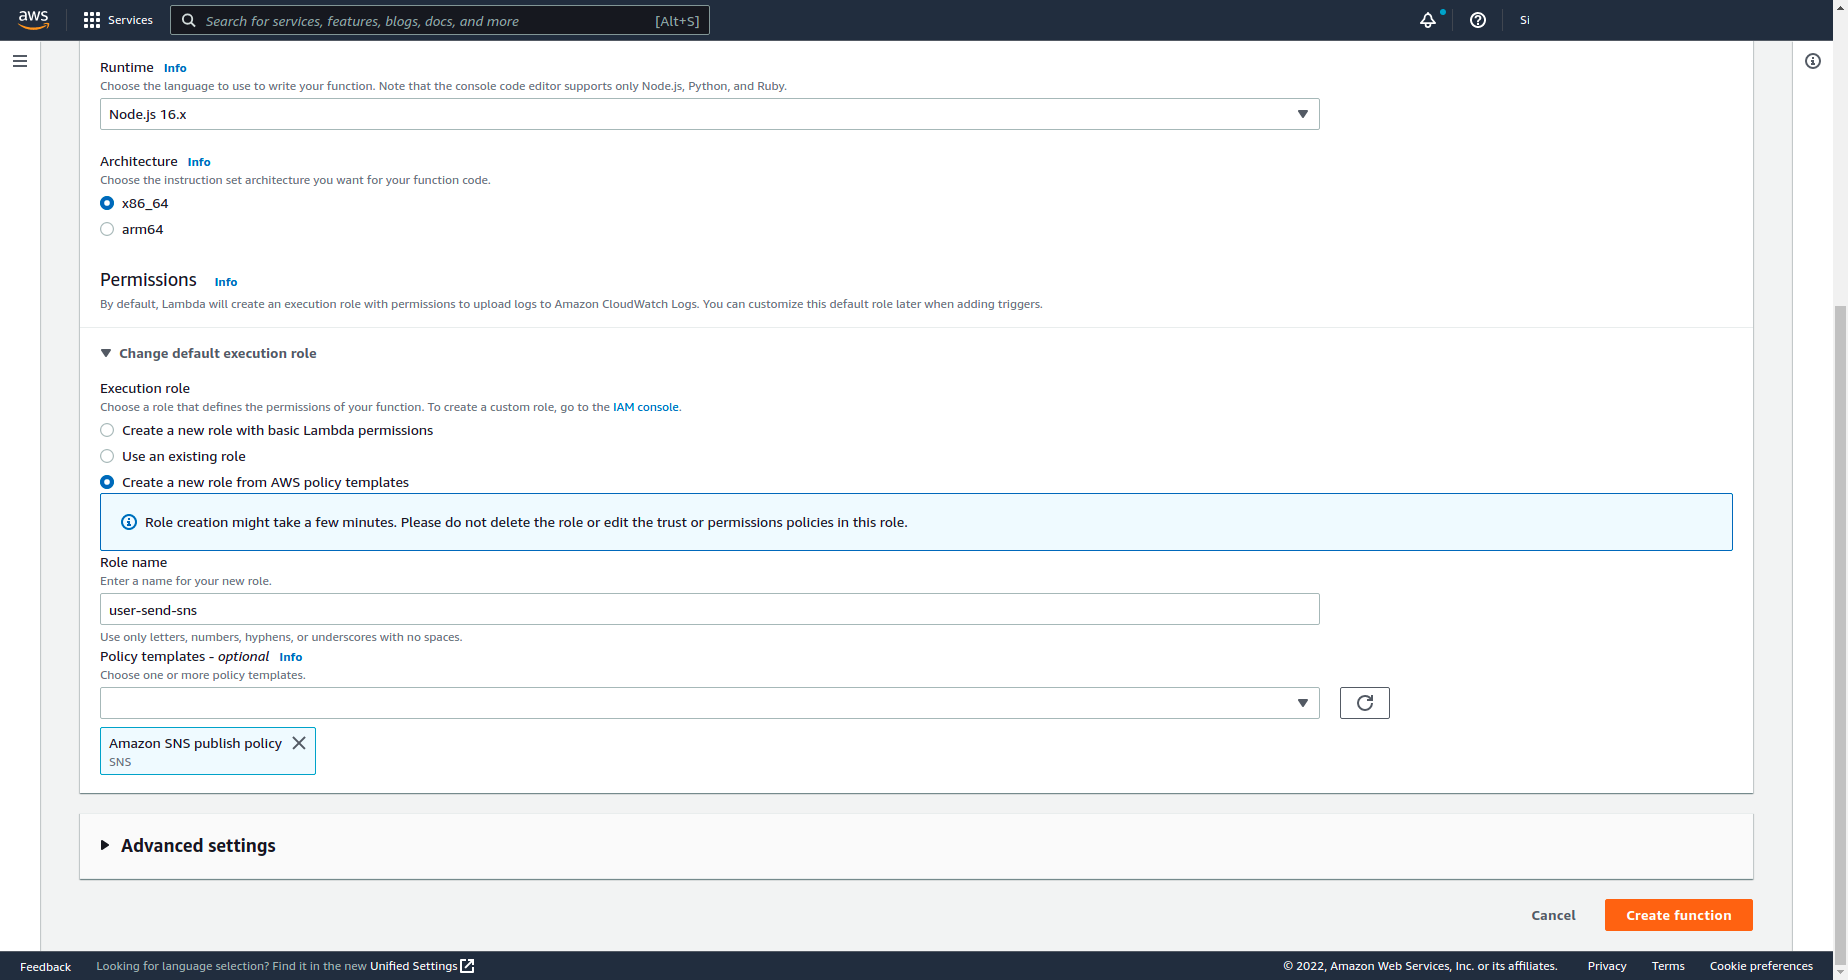 aws
Services
Search for services, features, blogs, docs, and more [Alt+S]
Si
Runtime Info
Choose the language to use to write your function. Note that the console code editor supports only Node.js, Python, and Ruby.
Node.js 16.x
Architecture Info
Choose the instruction set architecture you want for your function code.
x86_64
arm64
Permissions Info
By default, Lambda will create an execution role with permissions to upload logs to Amazon CloudWatch Logs. You can customize this default role later when adding triggers.
Change default execution role
Execution role
Choose a role that defines the permissions of your function. To create a custom role, go to the IAM console.
Create a new role with basic Lambda permissions
Use an existing role
Create a new role from AWS policy templates
Role creation might take a few minutes. Please do not delete the role or edit the trust or permissions policies in this role.
Role name
Enter a name for your new role.
user-send-sns
Use only letters, numbers, hyphens, or underscores with no spaces.
Policy templates - optional Info
Choose one or more policy templates.
Amazon SNS publish policy
SNS
Advanced settings
Cancel
Create function
Feedback
Looking for language selection? Find it in the new Unified Settings
© 2022, Amazon Web Services, Inc. or its affiliates.
Privacy
Terms
Cookie preferences